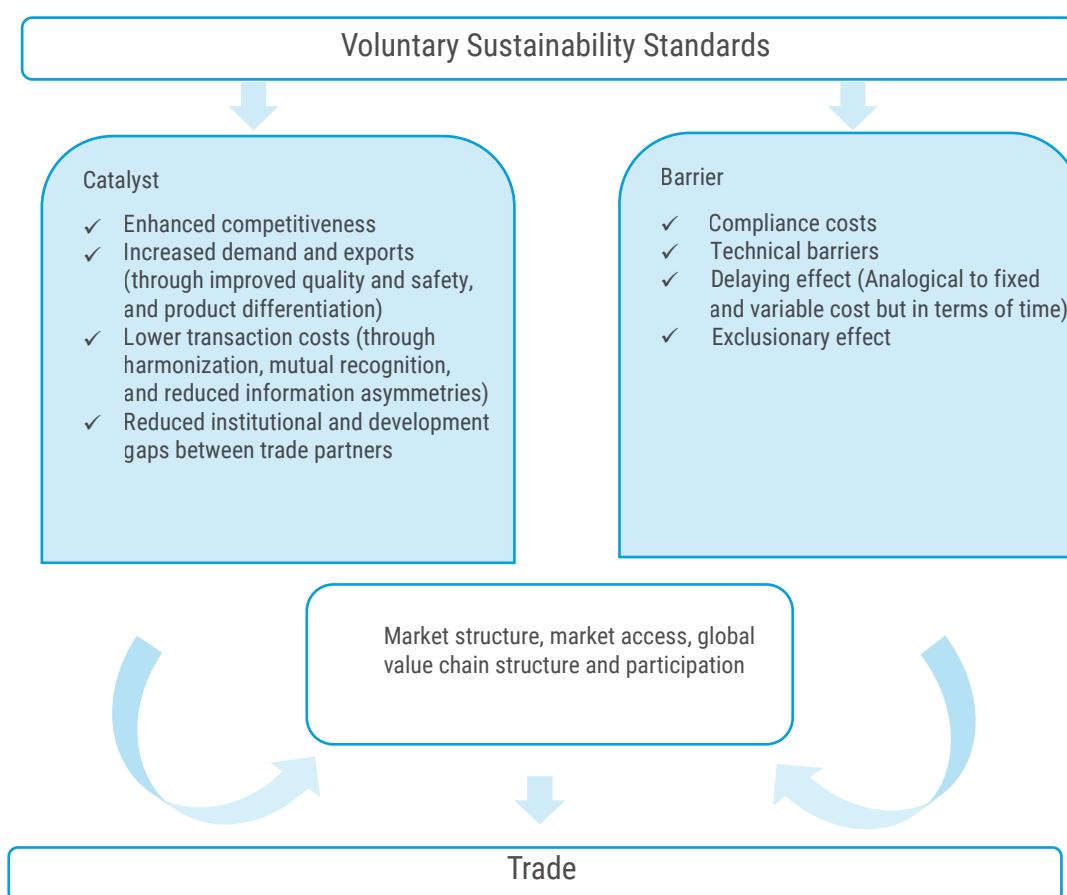 Voluntary Sustainability Standards
Catalyst
✓ Enhanced competitiveness
✓ Increased demand and exports
(through improved quality and safety,
and product differentiation)
✓ Lower transaction costs (through
harmonization, mutual recognition,
and reduced information asymmetries)
✓ Reduced institutional and development
gaps between trade partners
Barrier
✓ Compliance costs
✓ Technical barriers
✓ Delaying effect (Analogical to fixed
and variable cost but in terms of time)
✓ Exclusionary effect
Market structure, market access, global
value chain structure and participation
Trade